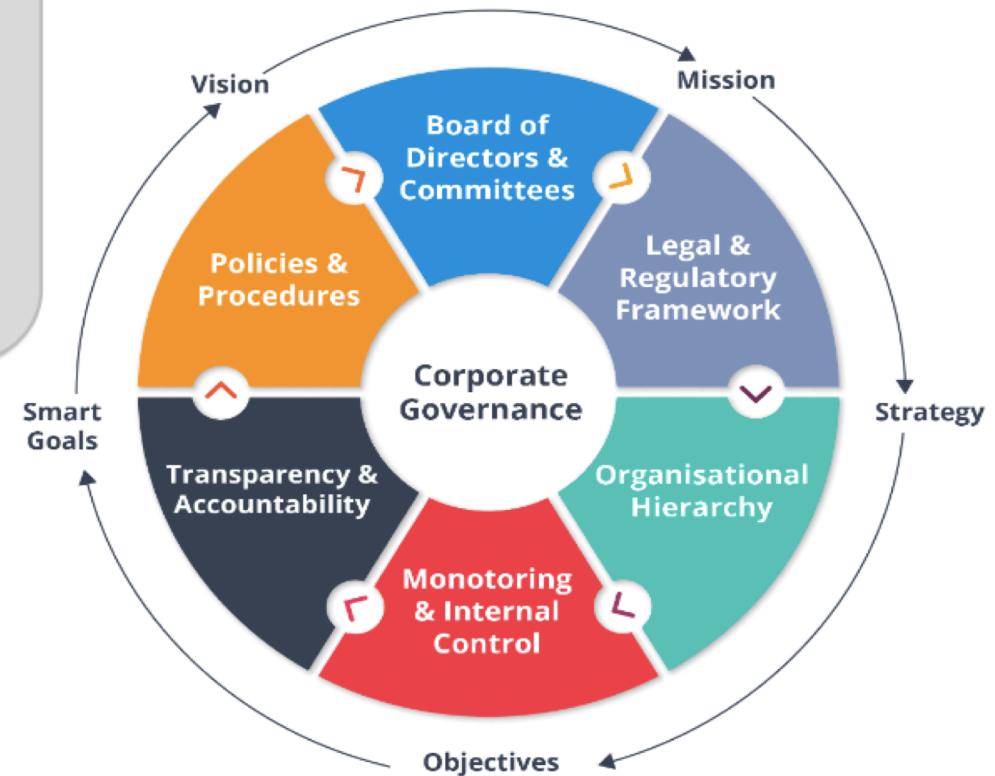 Vision
Mission
Board of
Directors &
Committees
Policies &
Procedures
Legal &
Regulatory
Framework
Corporate
Governance
Smart
Goals
Strategy
Transparency &
Accountability
Organisational
Hierarchy
Monotoring
& Internal
Control
Objectives